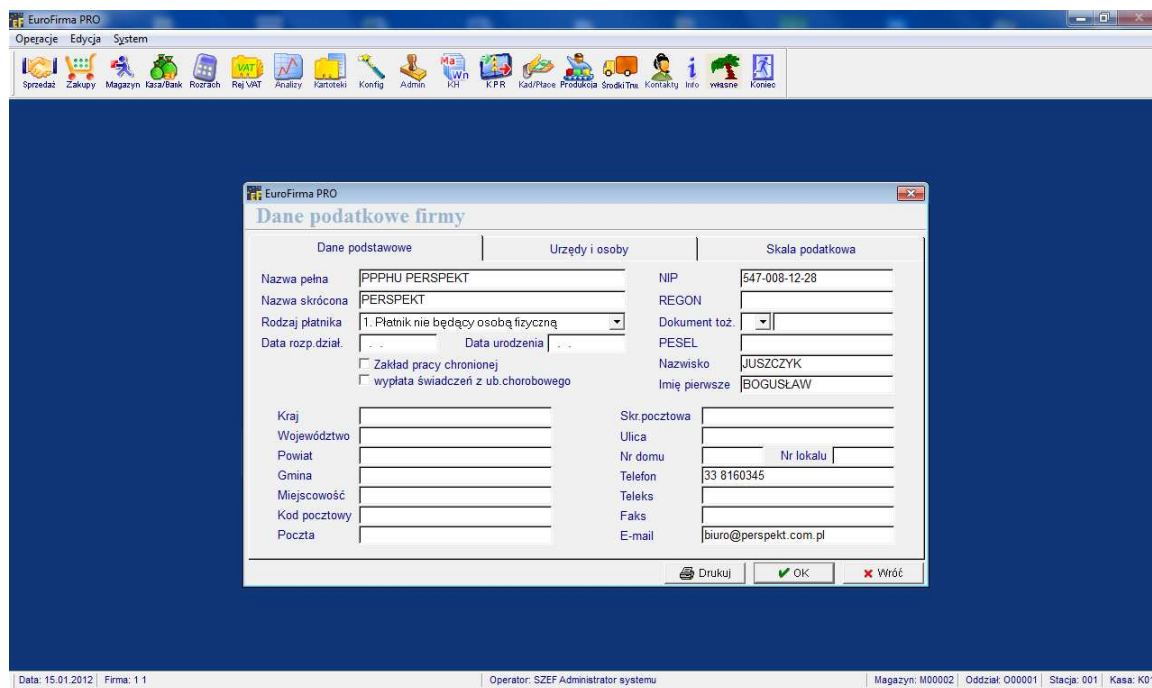 EuroFirma PRO
Operacje Edycja System
Sprzedaż Zakupy Magazyn Kasa/Bank Rozrach Rej VAT Analizy Kartoteki Konfig Admin KH KPR Kad/Płace Produkcja ŚrodkiTrw Kontakty Info własne Koniec
EuroFirma PRO
Dane podatkowe firmy
Dane podstawowe Urzędy i osoby Skala podatkowa
Nazwa pełna PPPHU PERSPEKT NIP 547-008-12-28
Nazwa skrócona PERSPEKT REGON
Rodzaj płatnika 1. Płatnik nie będący osobą fizyczną Dokument toż.
Data rozp.dział. . . Data urodzenia . . PESEL
Zakład pracy chronionej Nazwisko JUSZCZYK
wypłata świadczeń z ub.chorobowego Imię pierwsze BOGUSŁAW
Kraj Skr.pocztowa
Województwo Ulica
Powiat Nr domu Nr lokalu
Gmina Telefon 33 8160345
Miejscowość Teleks
Kod pocztowy Faks
Poczta E-mail biuro@perspekt.com.pl
Drukuj OK Wróć
Data: 15.01.2012 Firma: 1 1 Operator: SZEF Administrator systemu Magazyn: M00002 Oddział: O00001 Stacja: 001 Kasa: K01